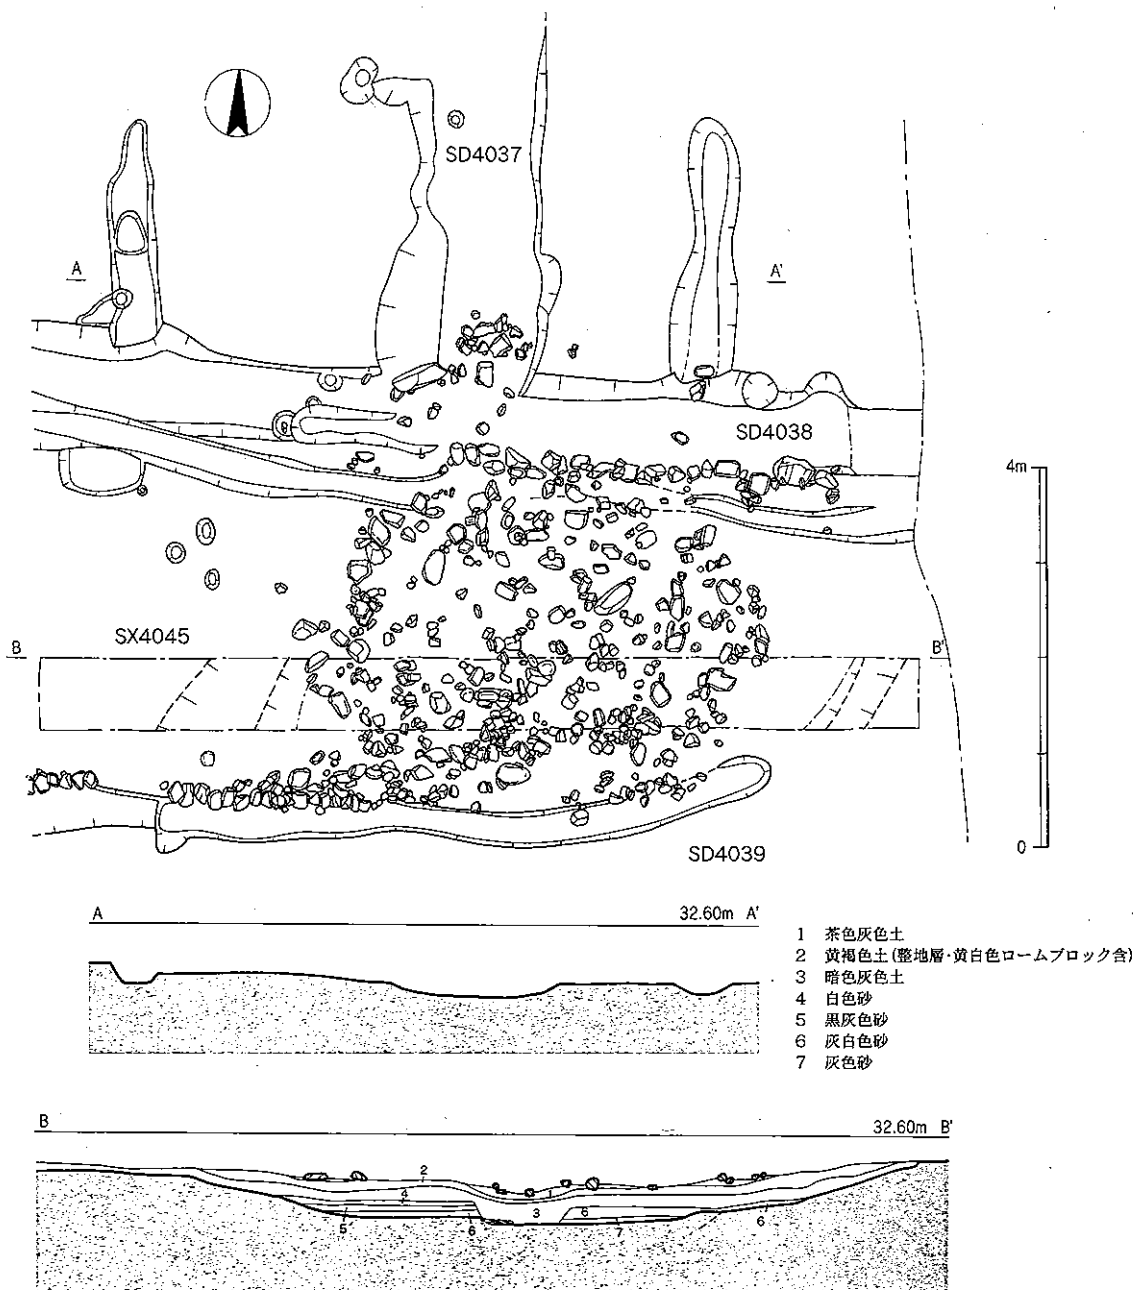 SD4037
A
A'
SD4038
4m
SX4045
B
B'
SD4039
0
A
32.60m A'
1 茶色灰色土
2 黄褐色土(整地層・黄白色ロームブロック含)
3 暗色灰色土
4 白色砂
5 黒灰色砂
6 灰白色砂
7 灰色砂
B
32.60m B'
2
4
1
3
6
5
6
7
6